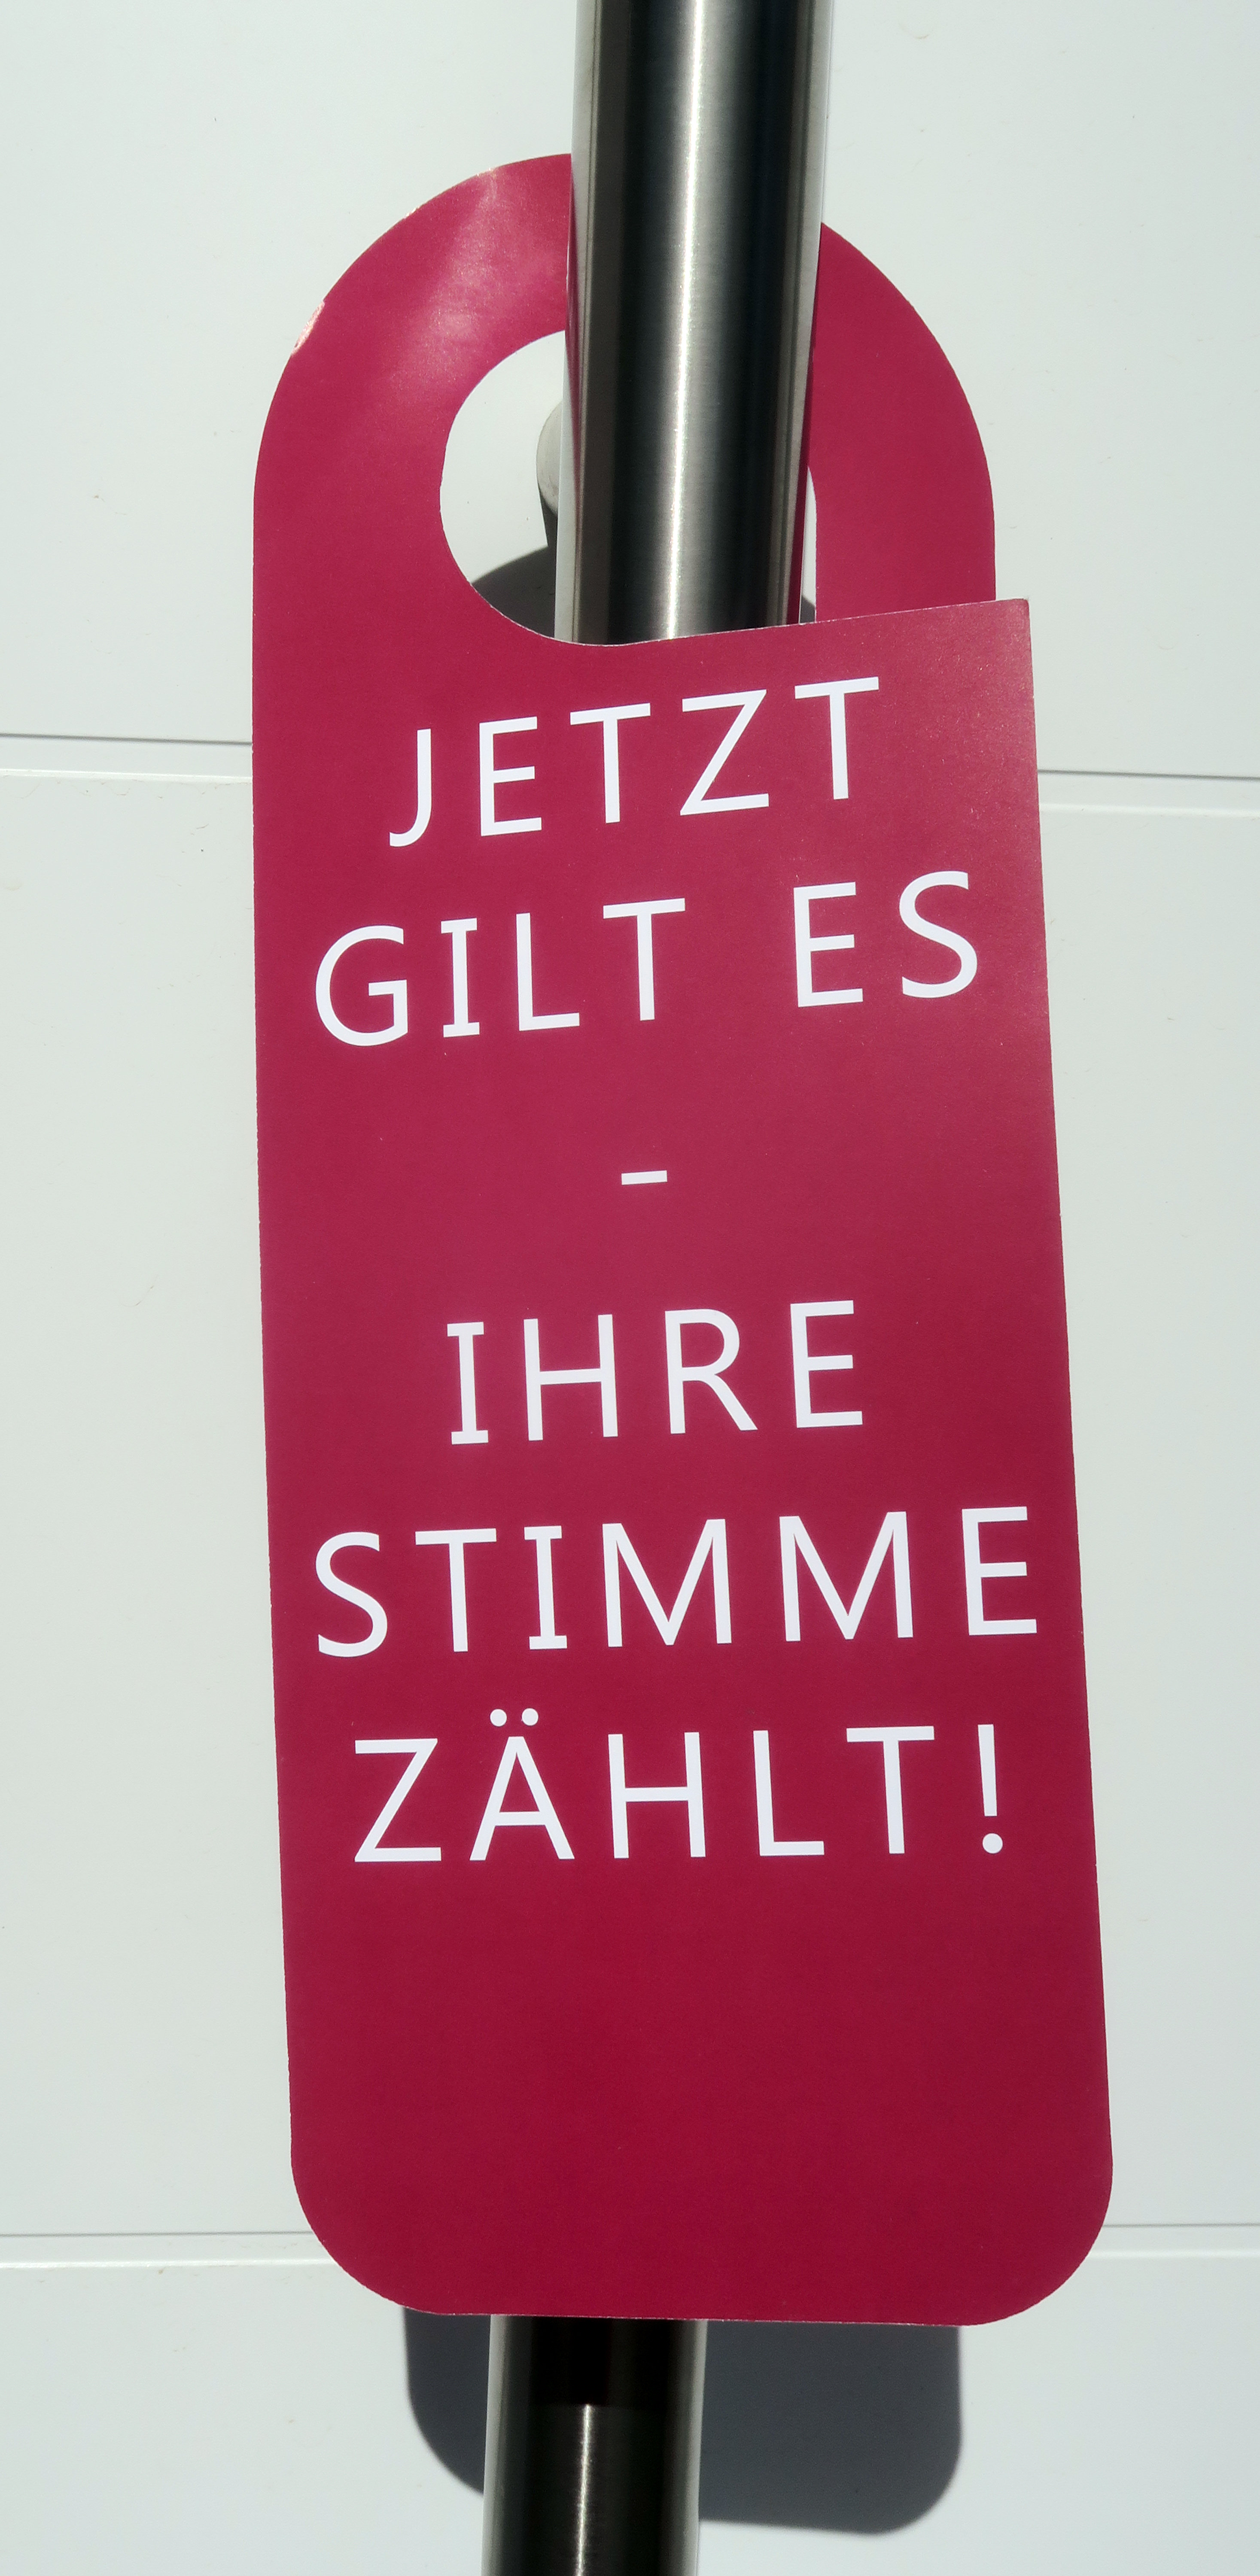 JETZT
GILT ES
-
IHRE
STIMME
ZÄHLT!